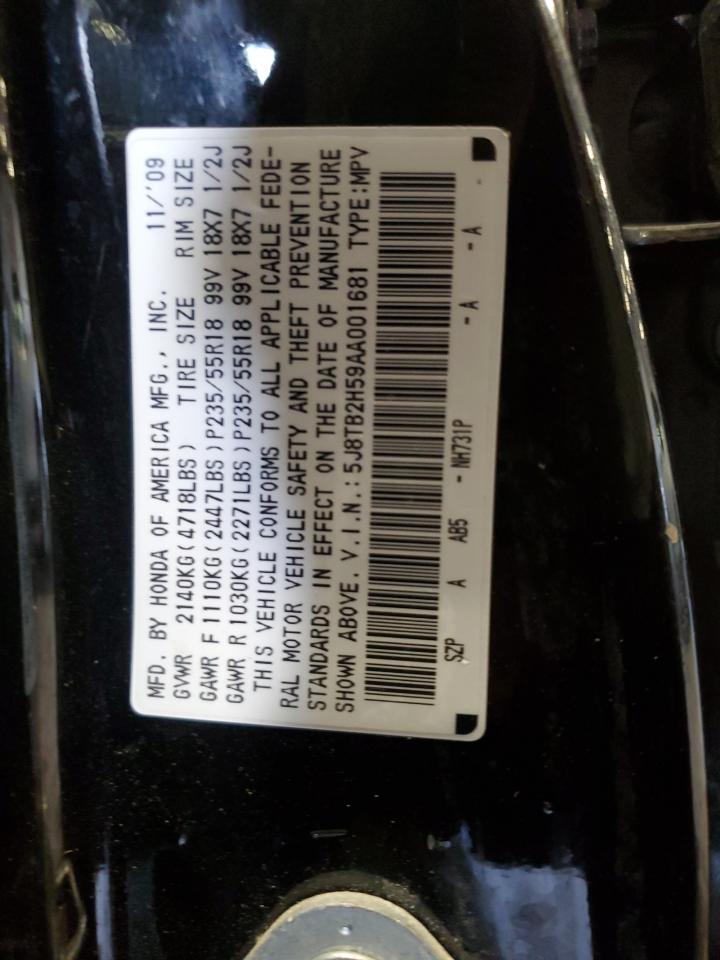 MFD. BY HONDA OF AMERICA MFG., INC. 11/'09
GVWR 2140KG(4718LBS) TIRE SIZE RIM SIZE
GAWR F 1110KG(2447LBS)P235/55R18 99V 18X7 1/2J
GAWR R 1030KG(2271LBS)P235/55R18 99V 18X7 1/2J
THIS VEHICLE CONFORMS TO ALL APPLICABLE FEDE-
RAL MOTOR VEHICLE SAFETY AND THEFT PREVENTION
STANDARDS IN EFFECT ON THE DATE OF MANUFACTURE
SHOWN ABOVE. V.I.N.:5J8TB2H59AA001681 TYPE:MPV
SZP A AB5 - NH731P - A - A